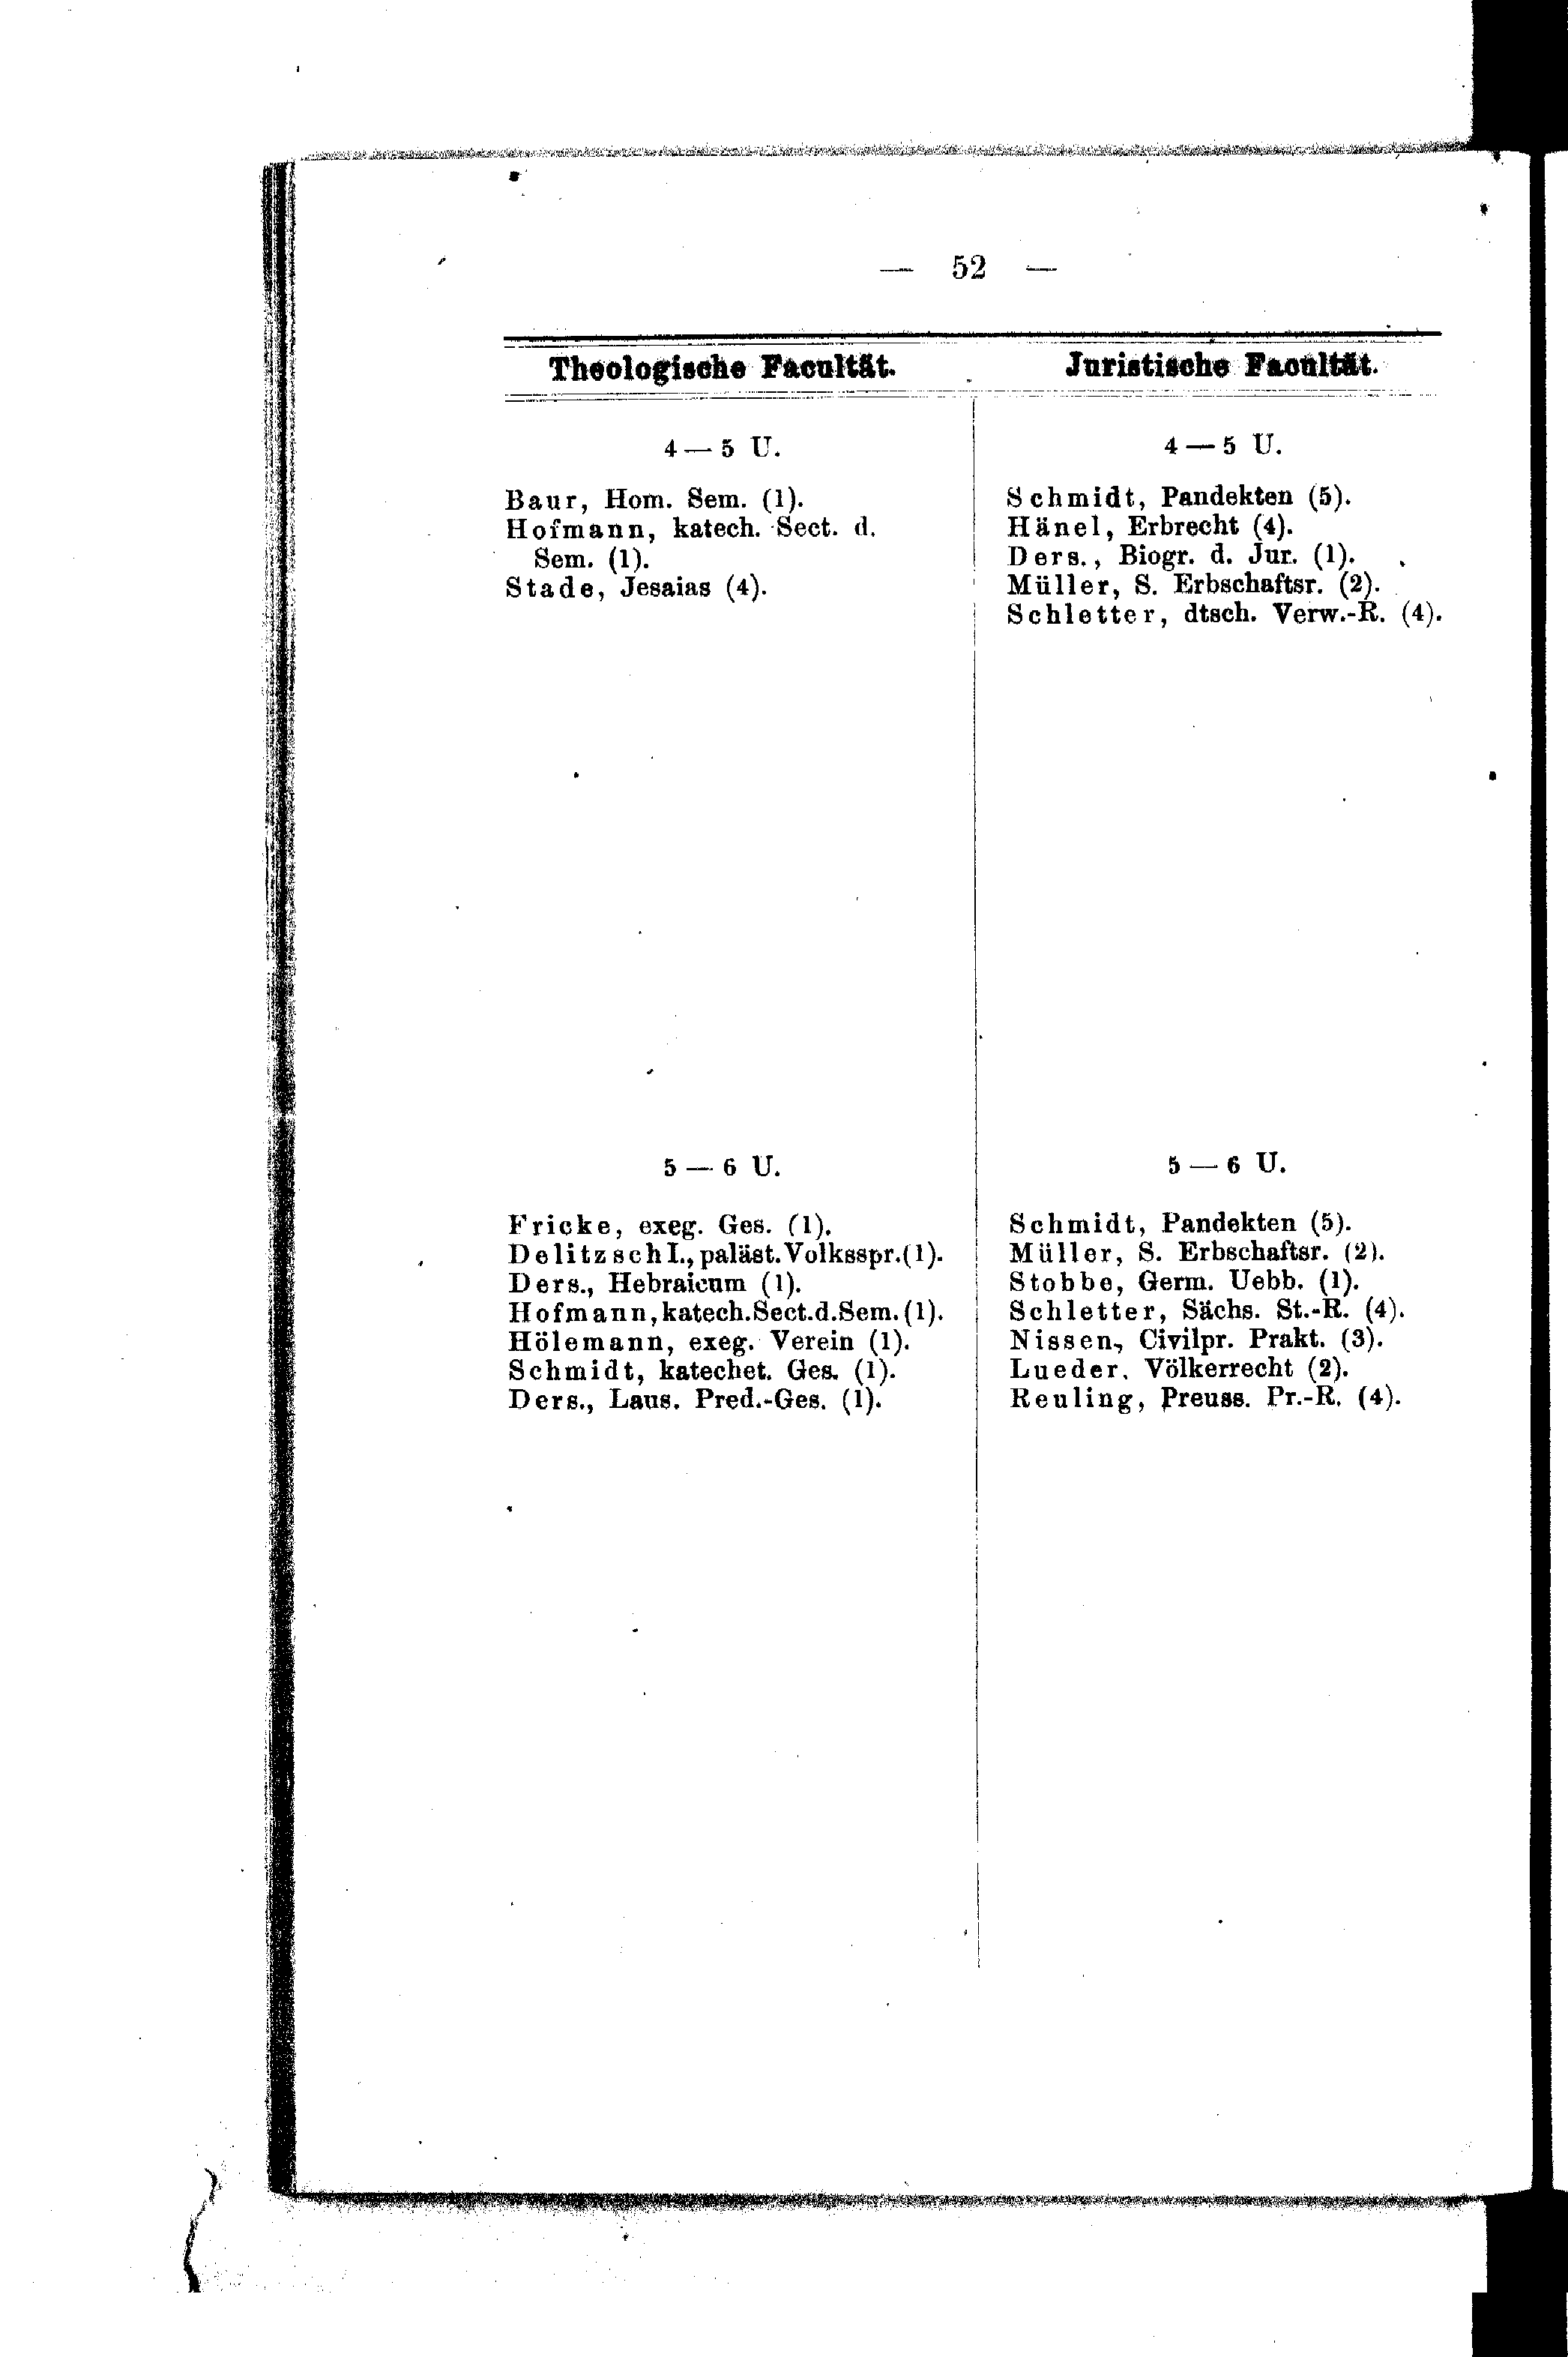 — 52 —
Theologische Facultät.
4 — 5 U.
Baur, Hom. Sem. (1).
Hofmann, katech. Sect. d.
Sem. (1).
Stade, Jesaias (4).
5 — 6 U.
Fricke, exeg. Ges. (1).
Delitzsch I., paläst. Volksspr. (1).
Ders., Hebraicum (1).
Hofmann, katech. Sect. d. Sem. (1).
Hölemann, exeg. Verein (1).
Schmidt, katechet. Ges. (1).
Ders., Laus. Pred.-Ges. (1).
Juristische Facultät.
4 — 5 U.
Schmidt, Pandekten (5).
Hänel, Erbrecht (4).
Ders., Biogr. d. Jur. (1).
Müller, S. Erbschaftsr. (2).
Schletter, dtsch. Verw.-R. (4).
5 — 6 U.
Schmidt, Pandekten (5).
Müller, S. Erbschaftsr. (2).
Stobbe, Germ. Uebb. (1).
Schletter, Sächs. St.-R. (4).
Nissen, Civilpr. Prakt. (3).
Lueder, Völkerrecht (2).
Reuling, Preuss. Pr.-R. (4).